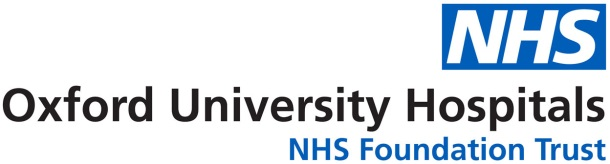 NHS
Oxford University Hospitals
NHS Foundation Trust